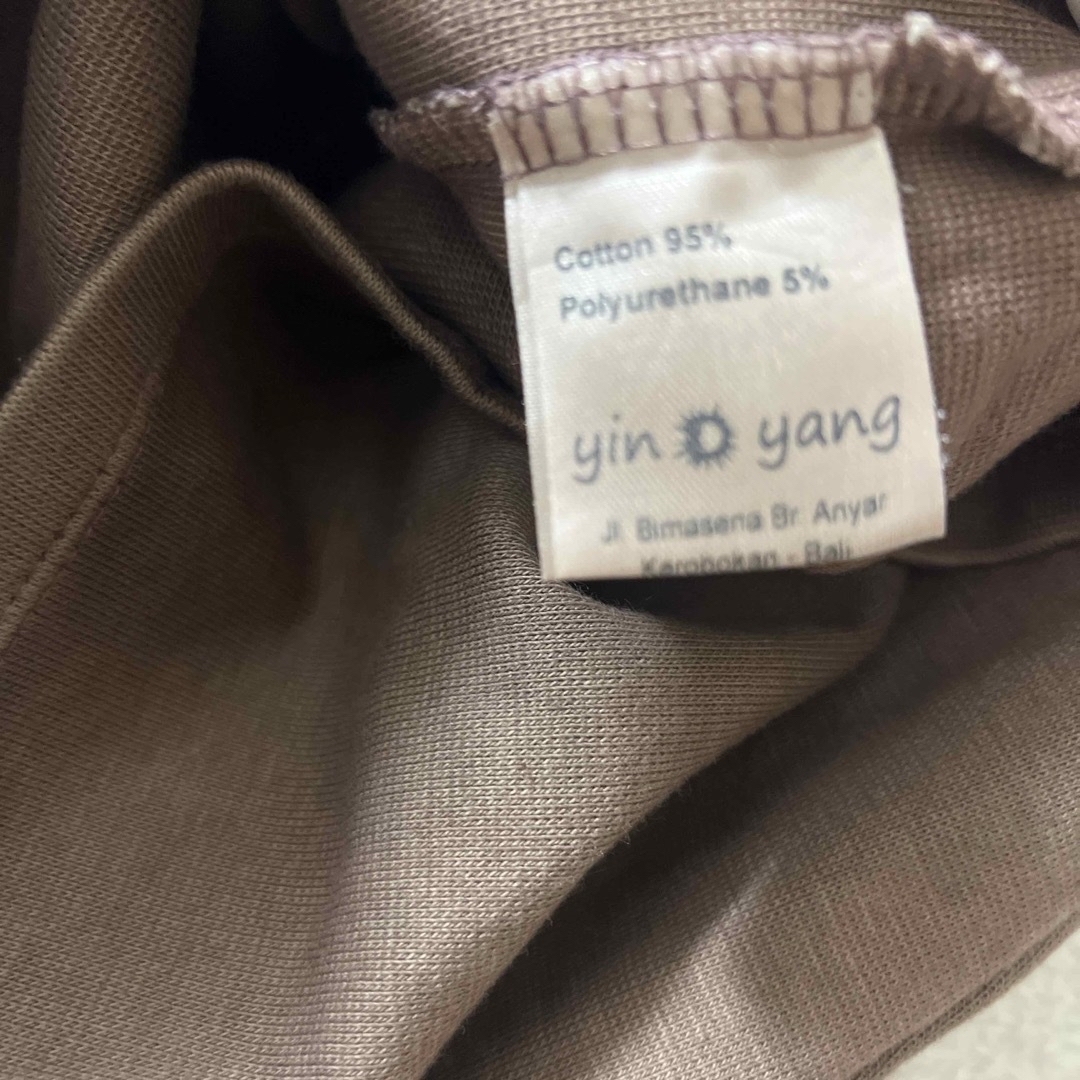 Cotton 95%
Polyurethane 5%
yin yang
Jl. Bimasena Br. Anyar
Kerobokan - Bali